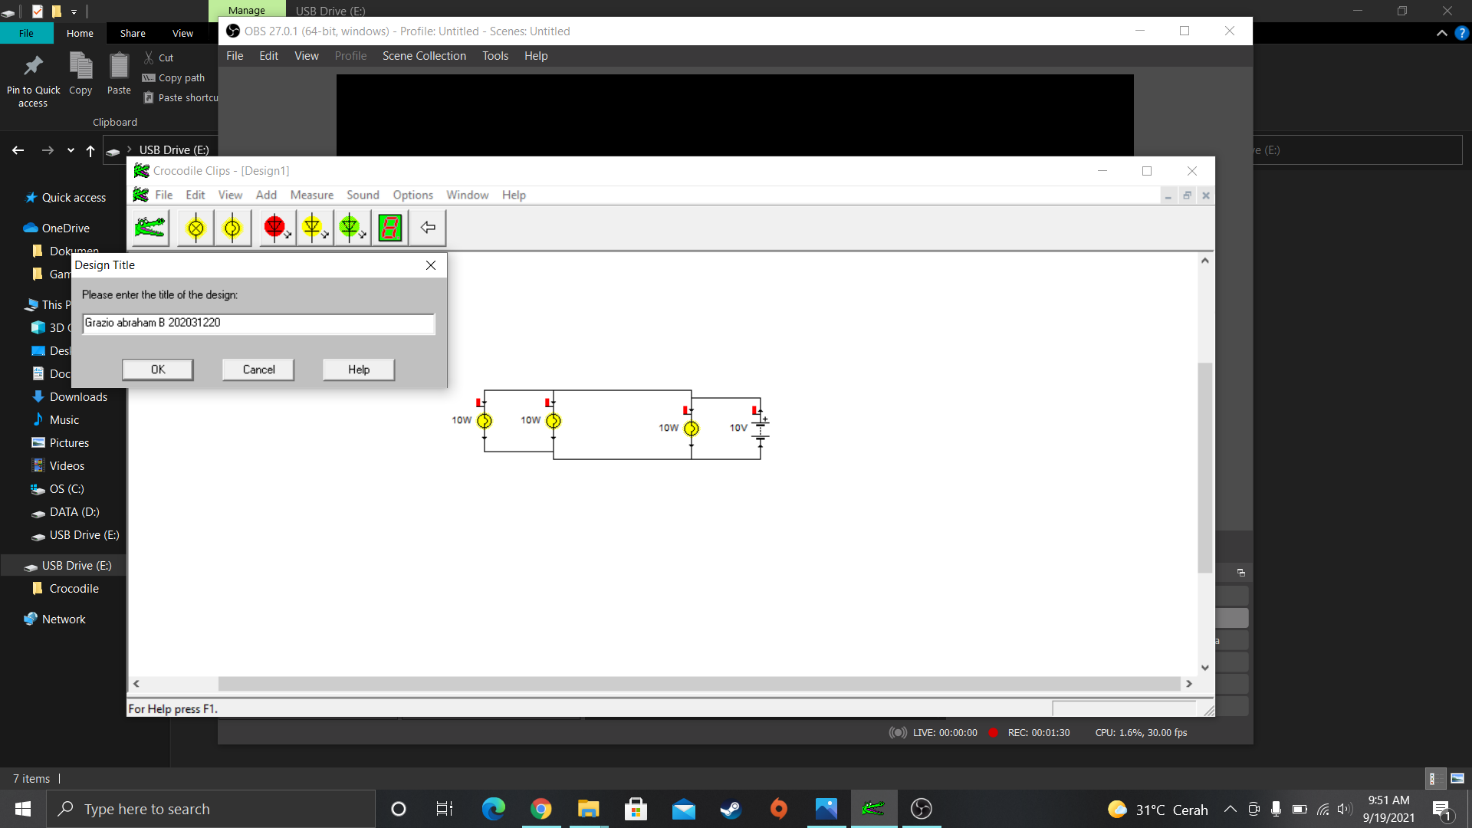 Manage
USB Drive (E:)
File
Home
Share
View
Pin to Quick access
Copy
Paste
Cut
Copy path
Paste shortcu
Clipboard
USB Drive (E:)
ve (E:)
Quick access
OneDrive
Dokumen
Gam
This P
3D
Des
Doc
Downloads
Music
Pictures
Videos
OS (C:)
DATA (D:)
USB Drive (E:)
USB Drive (E:)
Crocodile
Network
7 items
OBS 27.0.1 (64-bit, windows) - Profile: Untitled - Scenes: Untitled
File Edit View Profile Scene Collection Tools Help
Crocodile Clips - [Design1]
File Edit View Add Measure Sound Options Window Help
Design Title
Please enter the title of the design:
Grazio abraham B 202031220
OK Cancel Help
10W 10W 10W 10V
For Help press F1.
a
LIVE: 00:00:00 REC: 00:01:30 CPU: 1.6%, 30.00 fps
Type here to search
31°C Cerah
9:51 AM
9/19/2021
1